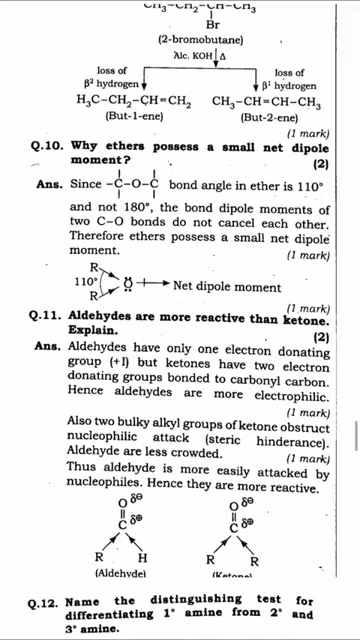 CH₃–CH₂–CH–CH₃
Br
(2-bromobutane)
Alc. KOH Δ
loss of loss of
β² hydrogen β¹ hydrogen
H₃C–CH₂–CH=CH₂ CH₃–CH=CH–CH₃
(But-1-ene) (But-2-ene)
(1 mark)
Q.10. Why ethers possess a small net dipole
moment? (2)
Ans. Since –C–O–C bond angle in ether is 110°
and not 180°, the bond dipole moments of
two C–O bonds do not cancel each other.
Therefore ethers possess a small net dipole
moment. (1 mark)
R
110° O Net dipole moment
R
(1 mark)
Q.11. Aldehydes are more reactive than ketone.
Explain. (2)
Ans. Aldehydes have only one electron donating
group (+I) but ketones have two electron
donating groups bonded to carbonyl carbon.
Hence aldehydes are more electrophilic.
(1 mark)
Also two bulky alkyl groups of ketone obstruct
nucleophilic attack (steric hinderance).
Aldehyde are less crowded. (1 mark)
Thus aldehyde is more easily attacked by
nucleophiles. Hence they are more reactive.
O δ⊖ O δ⊖
C δ⊕ C δ⊕
R H R R
(Aldehyde) (Ketone)
Q.12. Name the distinguishing test for
differentiating 1° amine from 2° and
3° amine.